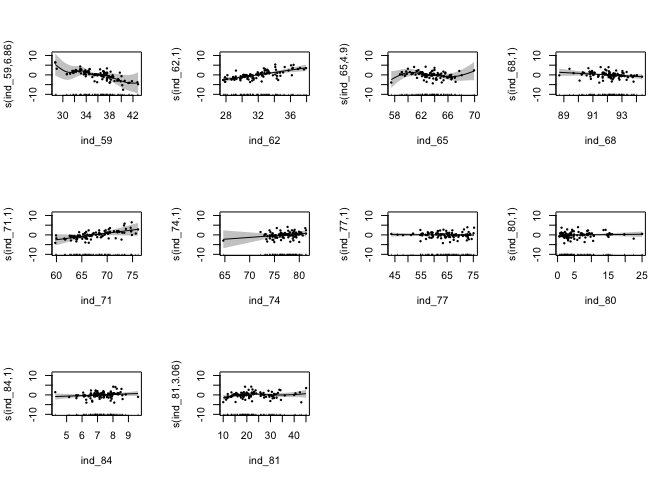 s(ind_59,6.86)
10
0
-10
30 34 38 42
ind_59
s(ind_62,1)
10
0
-10
28 32 36
ind_62
s(ind_65,4.9)
10
0
-10
58 62 66 70
ind_65
s(ind_68,1)
10
0
-10
89 91 93
ind_68
s(ind_71,1)
10
0
-10
60 65 70 75
ind_71
s(ind_74,1)
10
0
-10
65 70 75 80
ind_74
s(ind_77,1)
10
0
-10
45 55 65 75
ind_77
s(ind_80,1)
10
0
-10
0 5 15 25
ind_80
s(ind_84,1)
10
0
-10
5 6 7 8 9
ind_84
s(ind_81,3.06)
10
0
-10
10 20 30 40
ind_81